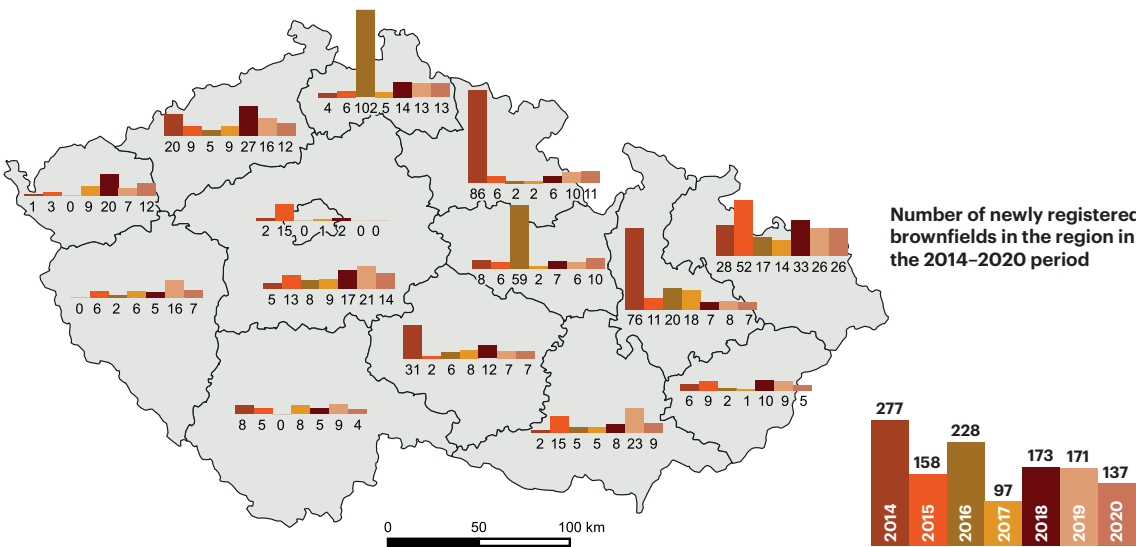 4 6 102 5 14 13 13
20 9 5 9 27 16 12
86 6 2 2 6 10 11
1 3 0 9 20 7 12
2 15 0 1 2 0 0
Number of newly registered
brownfields in the region in
the 2014–2020 period
28 52 17 14 33 26 26
8 6 59 2 7 6 10
5 13 8 9 17 21 14
0 6 2 6 5 16 7
76 11 20 18 7 8 7
31 2 6 8 12 7 7
6 9 2 1 10 9 5
8 5 0 8 5 9 4
2 15 5 5 8 23 9
277 158 228 97 173 171 137
2014 2015 2016 2017 2018 2019 2020
0 50 100 km